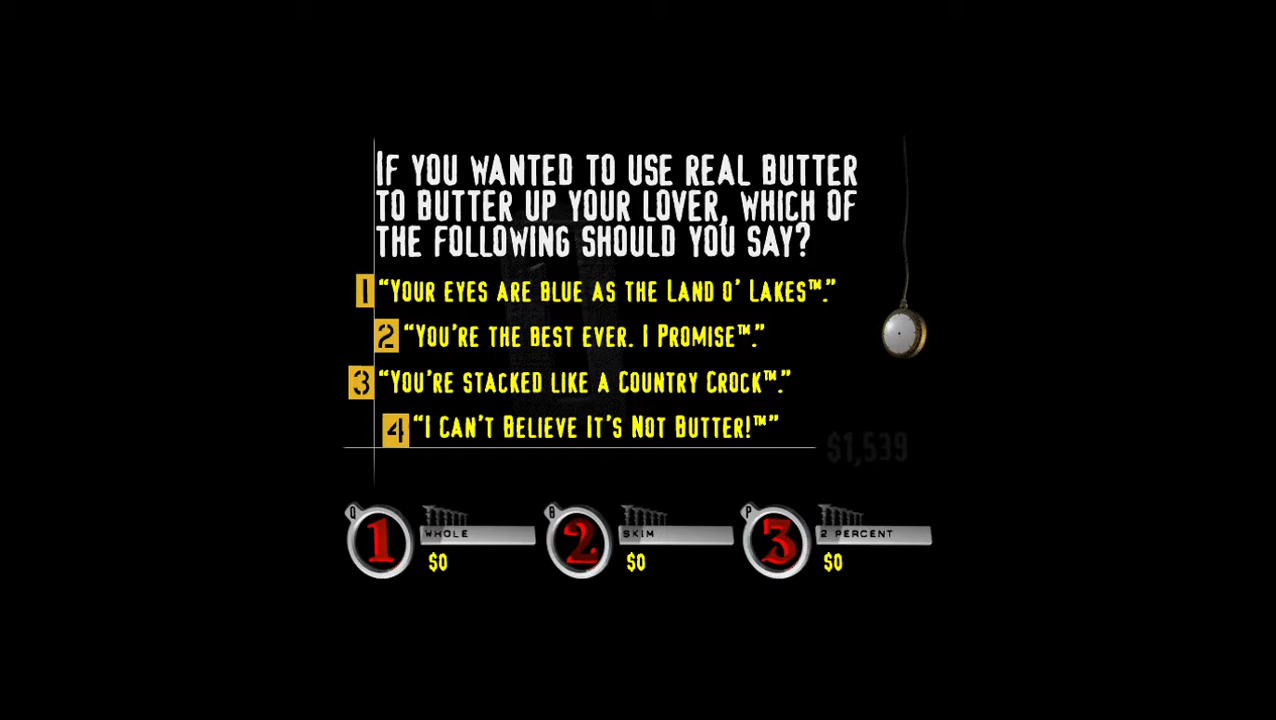 IF YOU WANTED TO USE REAL BUTTER
TO BUTTER UP YOUR LOVER, WHICH OF
THE FOLLOWING SHOULD YOU SAY?
1 “YOUR EYES ARE BLUE AS THE LAND O’ LAKES™.”
2 “YOU’RE THE BEST EVER. I PROMISE™.”
3 “YOU’RE STACKED LIKE A COUNTRY CROCK™.”
4 “I CAN’T BELIEVE IT’S NOT BUTTER!™”
$1,539
Q 1 WHOLE $0
B 2 SKIM $0
P 3 2 PERCENT $0